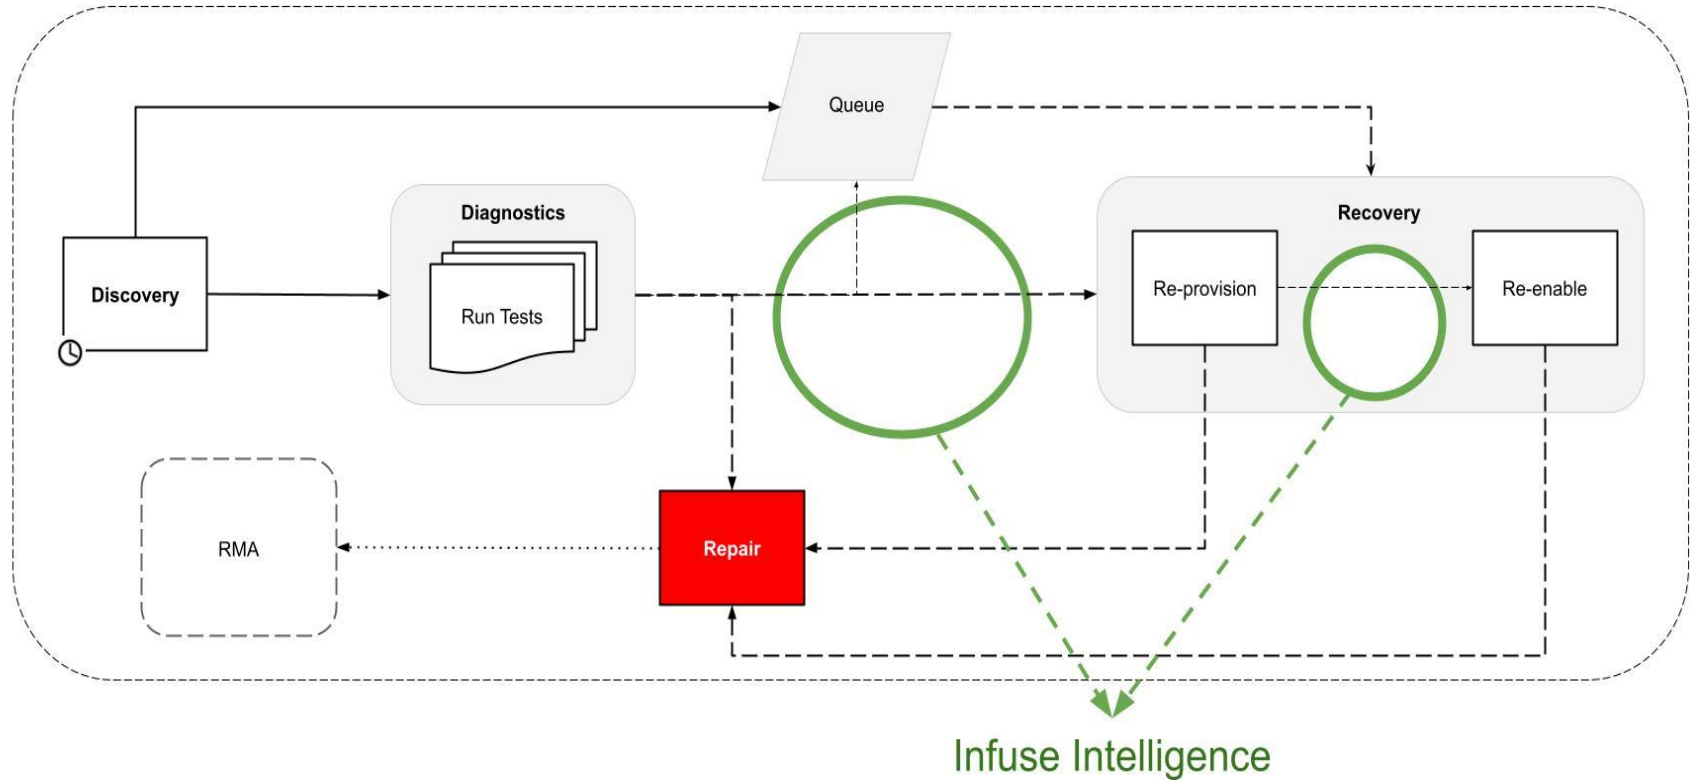 Queue
Diagnostics
Recovery
Discovery
Run Tests
Re-provision
Re-enable
RMA
Repair
Infuse Intelligence